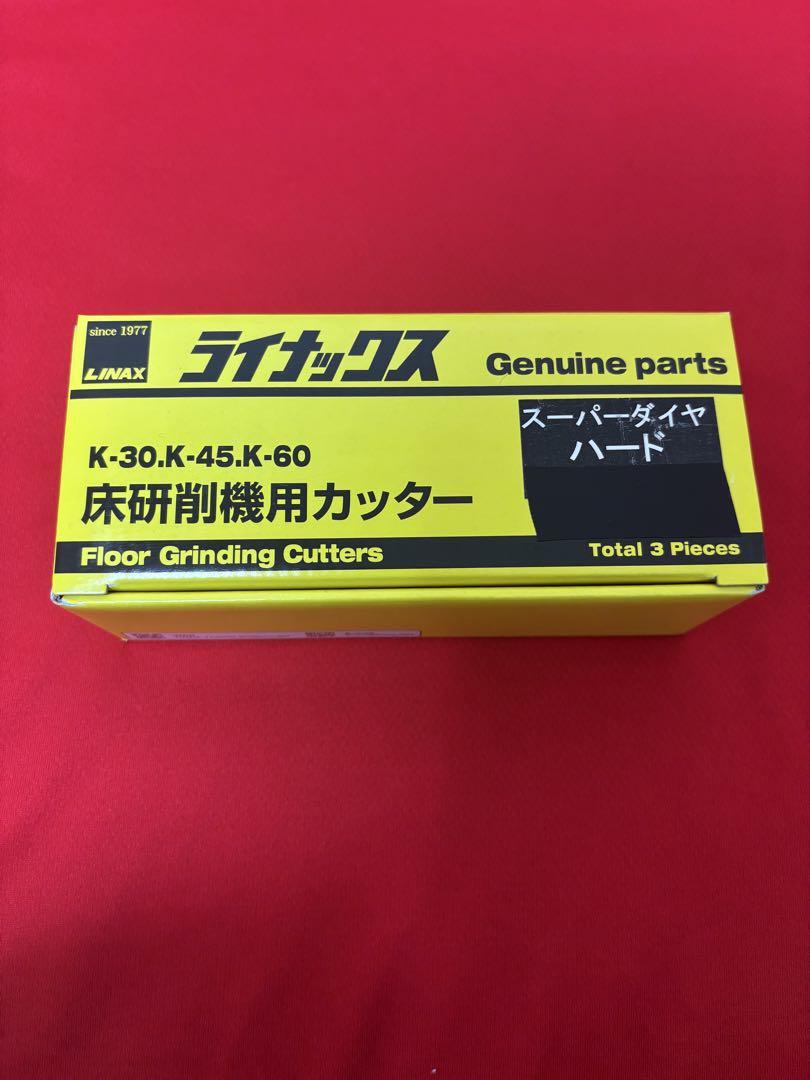 since 1977
LINAX
ライナックス
Genuine parts
スーパーダイヤ
ハード
K-30.K-45.K-60
床研削機用カッター
Floor Grinding Cutters
Total 3 Pieces